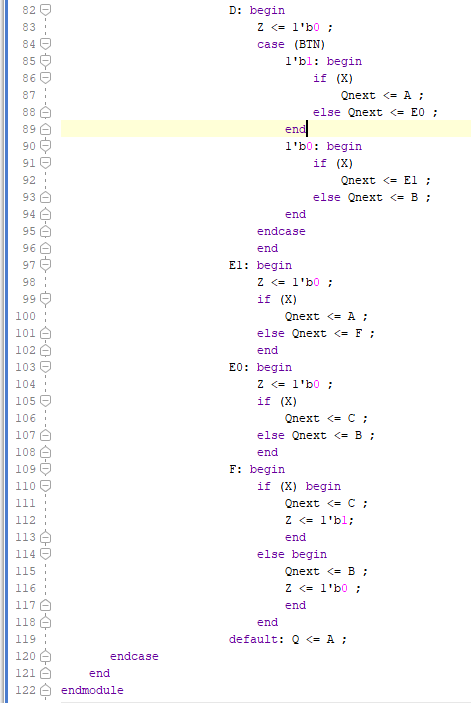 82 D: begin
83 Z <= 1'b0 ;
84 case (BTN)
85 1'b1: begin
86 if (X)
87 Qnext <= A ;
88 else Qnext <= E0 ;
89 end
90 1'b0: begin
91 if (X)
92 Qnext <= E1 ;
93 else Qnext <= B ;
94 end
95 endcase
96 end
97 E1: begin
98 Z <= 1'b0 ;
99 if (X)
100 Qnext <= A ;
101 else Qnext <= F ;
102 end
103 E0: begin
104 Z <= 1'b0 ;
105 if (X)
106 Qnext <= C ;
107 else Qnext <= B ;
108 end
109 F: begin
110 if (X) begin
111 Qnext <= C ;
112 Z <= 1'b1;
113 end
114 else begin
115 Qnext <= B ;
116 Z <= 1'b0 ;
117 end
118 end
119 default: Q <= A ;
120 endcase
121 end
122 endmodule